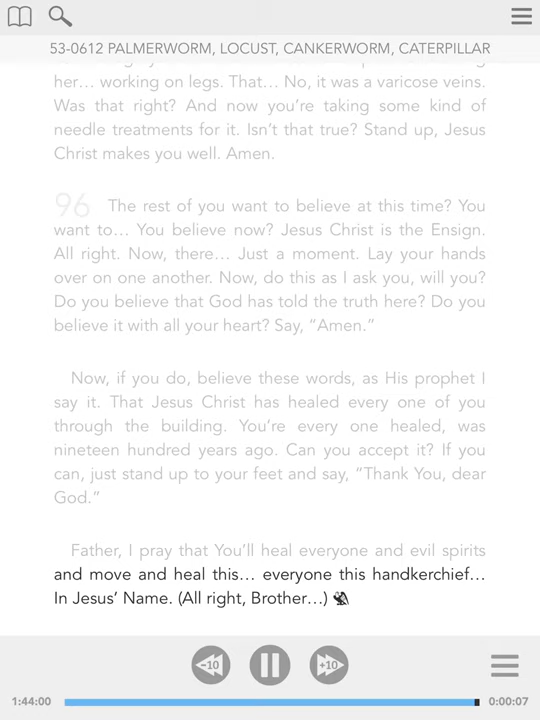 53-0612 PALMERWORM, LOCUST, CANKERWORM, CATERPILLAR
her… working on legs. That… No, it was a varicose veins.
Was that right? And now you’re taking some kind of
needle treatments for it. Isn’t that true? Stand up, Jesus
Christ makes you well. Amen.
96 The rest of you want to believe at this time? You
want to… You believe now? Jesus Christ is the Ensign.
All right. Now, there… Just a moment. Lay your hands
over on one another. Now, do this as I ask you, will you?
Do you believe that God has told the truth here? Do you
believe it with all your heart? Say, “Amen.”
Now, if you do, believe these words, as His prophet I
say it. That Jesus Christ has healed every one of you
through the building. You’re every one healed, was
nineteen hundred years ago. Can you accept it? If you
can, just stand up to your feet and say, “Thank You, dear
God.”
Father, I pray that You’ll heal everyone and evil spirits
and move and heal this… everyone this handkerchief…
In Jesus’ Name. (All right, Brother…)
-10 +10
1:44:00 0:00:07